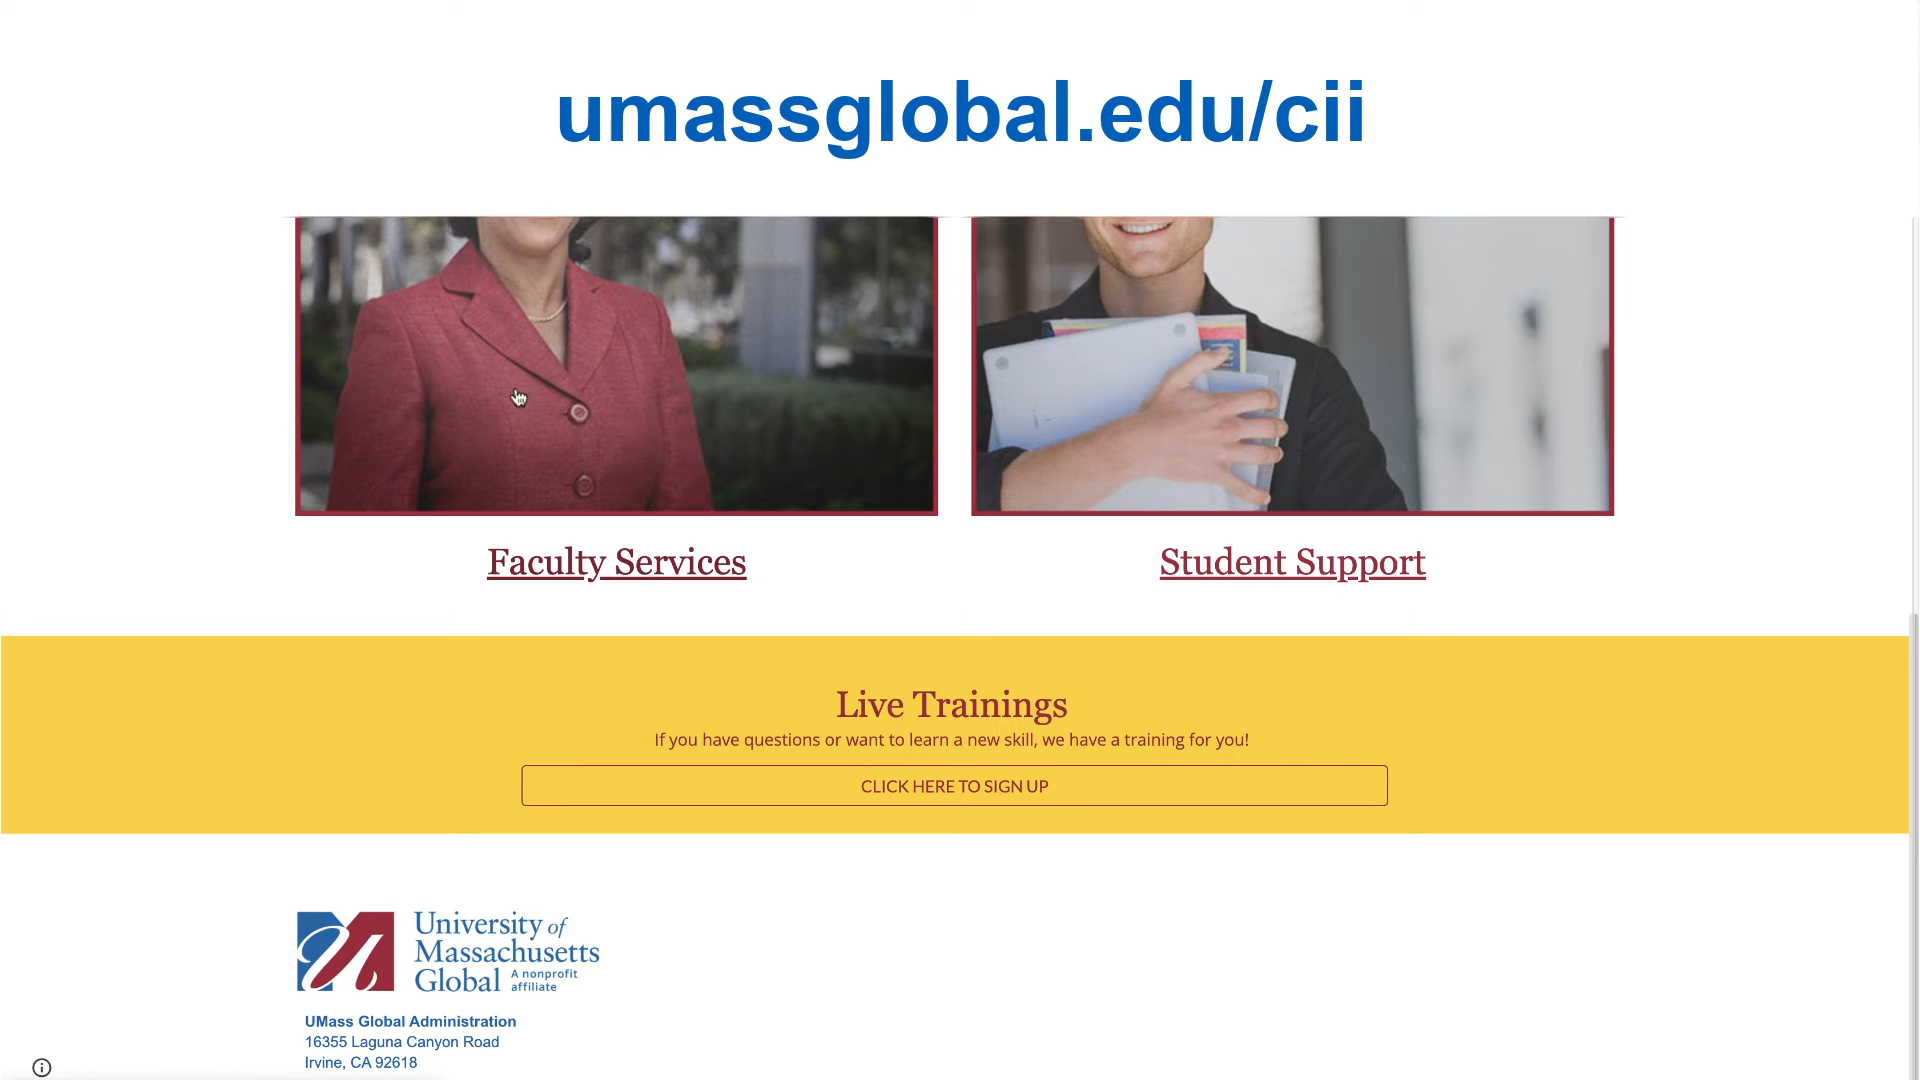 umassglobal.edu/cii
Faculty Services
Student Support
Live Trainings
If you have questions or want to learn a new skill, we have a training for you!
CLICK HERE TO SIGN UP
University of
Massachusetts
Global A nonprofit
affiliate
UMass Global Administration
16355 Laguna Canyon Road
Irvine, CA 92618